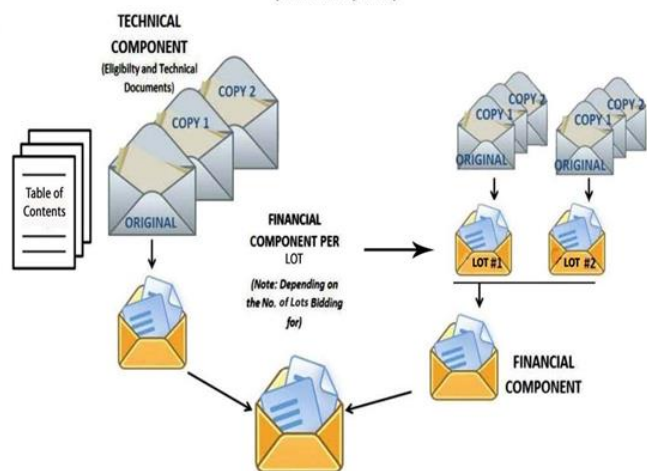 TECHNICAL
COMPONENT
(Eligibilty and Technical
Documents)
COPY 2
COPY 1
ORIGINAL
Table of
Contents
FINANCIAL
COMPONENT PER
LOT
(Note: Depending on
the No. of Lots Bidding
for)
COPY 2
COPY 1
ORIGINAL
COPY 2
COPY 1
ORIGINAL
LOT #1
LOT #2
FINANCIAL
COMPONENT